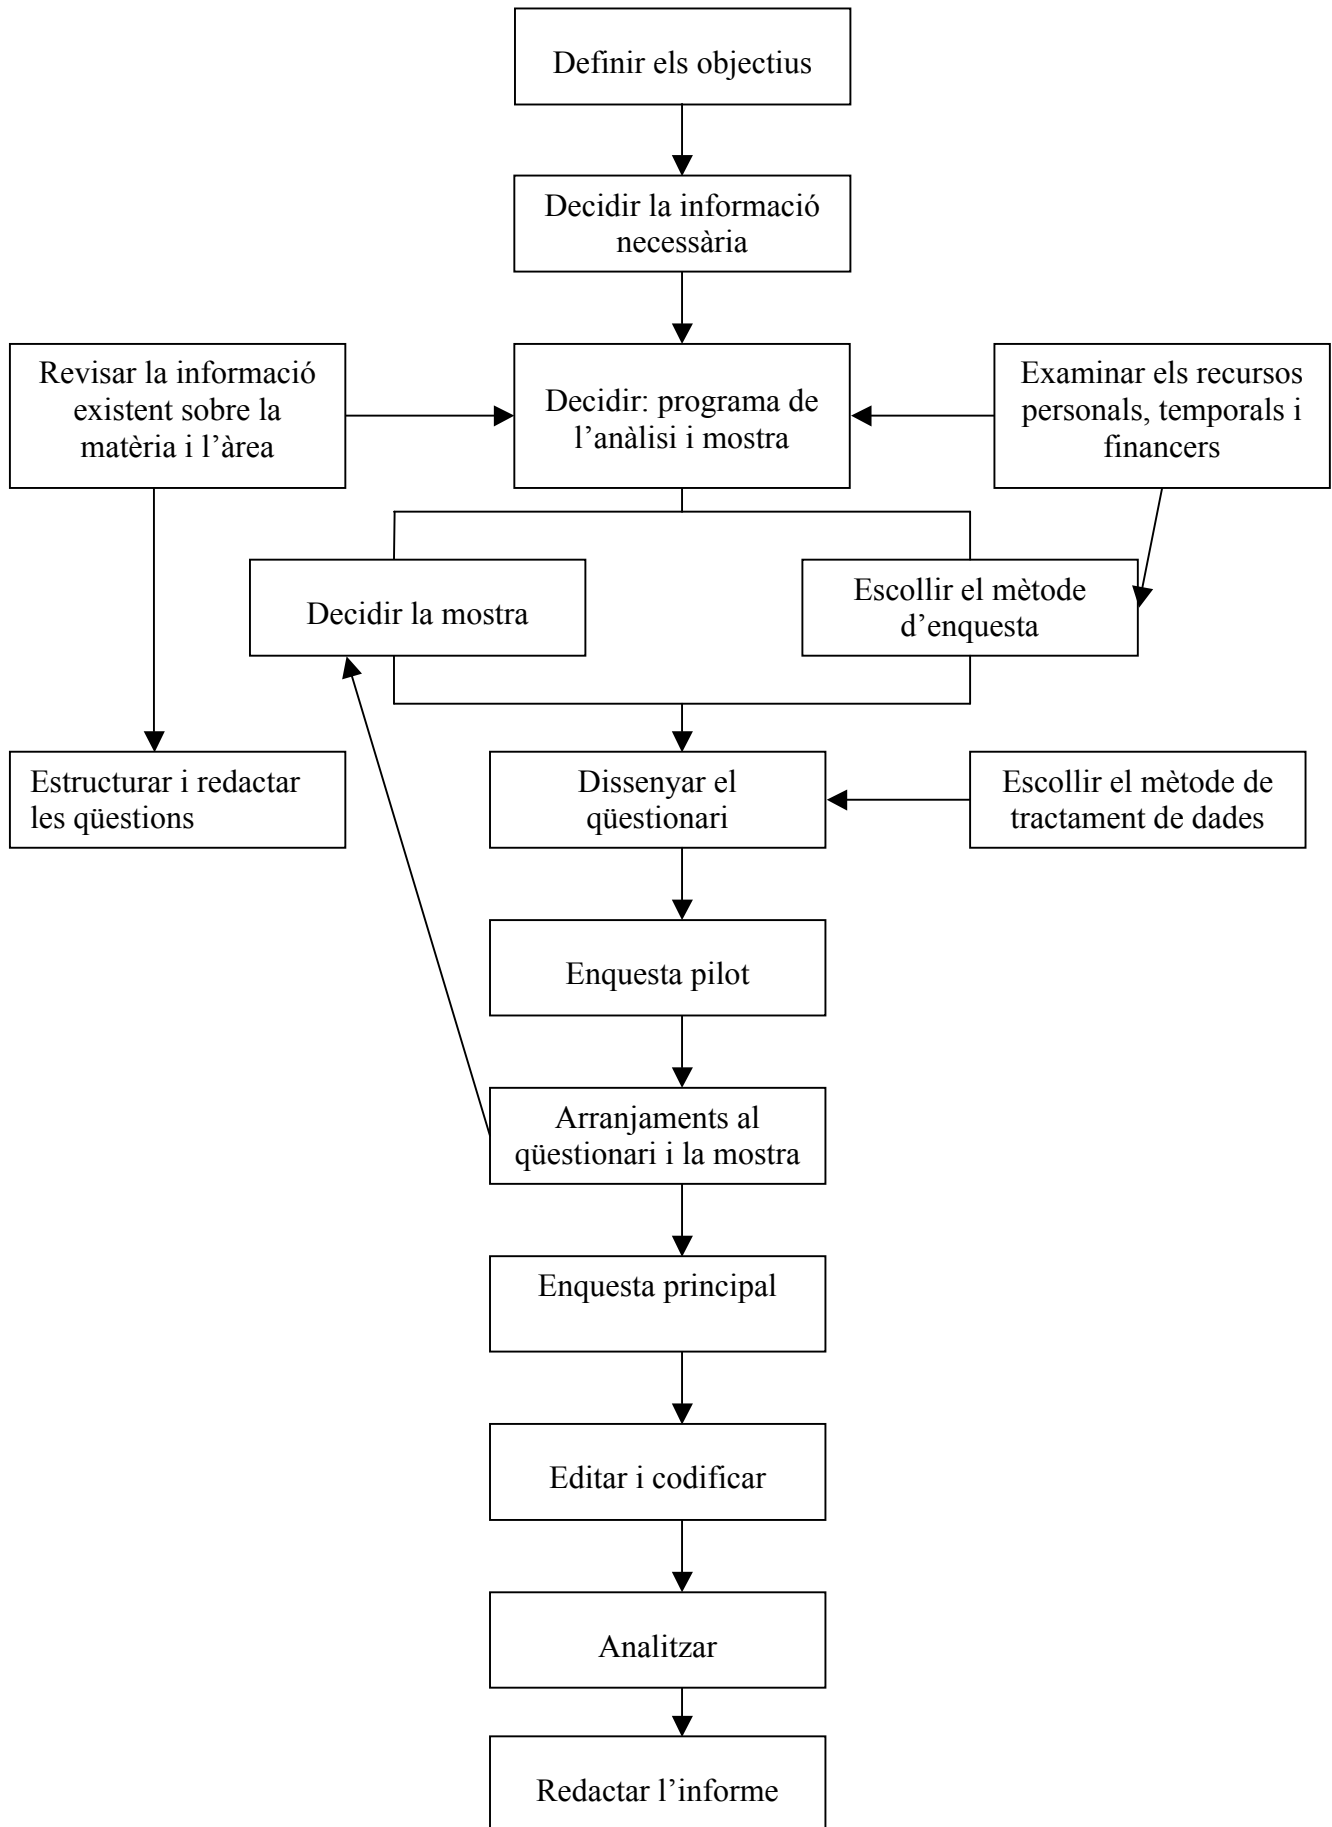 Definir els objectius
Decidir la informació
necessària
Revisar la informació
existent sobre la
matèria i l’àrea
Decidir: programa de
l’anàlisi i mostra
Examinar els recursos
personals, temporals i
financers
Decidir la mostra
Escollir el mètode
d’enquesta
Estructurar i redactar
les qüestions
Dissenyar el
qüestionari
Escollir el mètode de
tractament de dades
Enquesta pilot
Arranjaments al
qüestionari i la mostra
Enquesta principal
Editar i codificar
Analitzar
Redactar l’informe